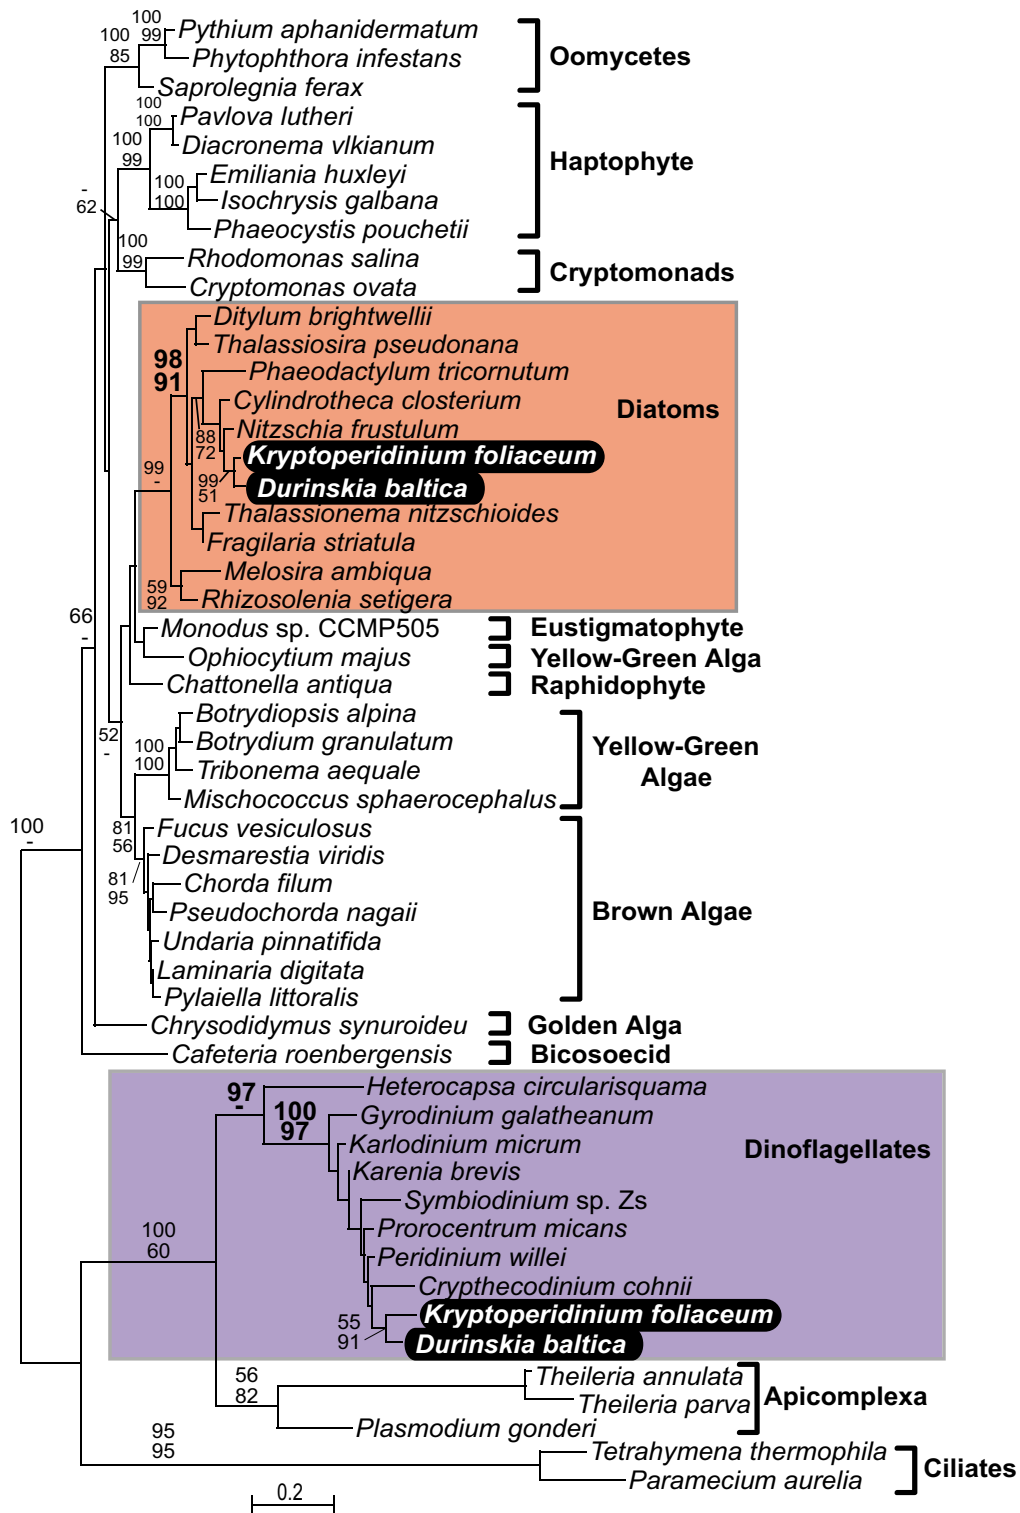 100
99
Pythium aphanidermatum
100
85
Phytophthora infestans
Oomycetes
Saprolegnia ferax
100
100
Pavlova lutheri
Diacronema vlkianum
100
99
Haptophyte
Emiliania huxleyi
100
100
Isochrysis galbana
Phaeocystis pouchetii
-
62
100
99
Rhodomonas salina
Cryptomonads
Cryptomonas ovata
Ditylum brightwellii
Thalassiosira pseudonana
98
91
Phaeodactylum tricornutum
Cylindrotheca closterium
Diatoms
88
72
Nitzschia frustulum
Kryptoperidinium foliaceum
99
-
99
51
Durinskia baltica
Thalassionema nitzschioides
Fragilaria striatula
Melosira ambiqua
59
92
Rhizosolenia setigera
66
-
Monodus sp. CCMP505
Eustigmatophyte
Ophiocytium majus
Yellow-Green Alga
Chattonella antiqua
Raphidophyte
52
-
Botrydiopsis alpina
Botrydium granulatum
Yellow-Green
Algae
100
100
Tribonema aequale
Mischococcus sphaerocephalus
100
-
81
56
Fucus vesiculosus
Desmarestia viridis
81
95
Chorda filum
Pseudochorda nagaii
Brown Algae
Undaria pinnatifida
Laminaria digitata
Pylaiella littoralis
Chrysodidymus synuroideu
Golden Alga
Cafeteria roenbergensis
Bicosoecid
97
-
Heterocapsa circularisquama
100
97
Gyrodinium galatheanum
Karlodinium micrum
Dinoflagellates
Karenia brevis
Symbiodinium sp. Zs
Prorocentrum micans
100
60
Peridinium willei
Crypthecodinium cohnii
Kryptoperidinium foliaceum
55
91
Durinskia baltica
56
82
Theileria annulata
Theileria parva
Apicomplexa
Plasmodium gonderi
95
95
Tetrahymena thermophila
Ciliates
Paramecium aurelia
0.2